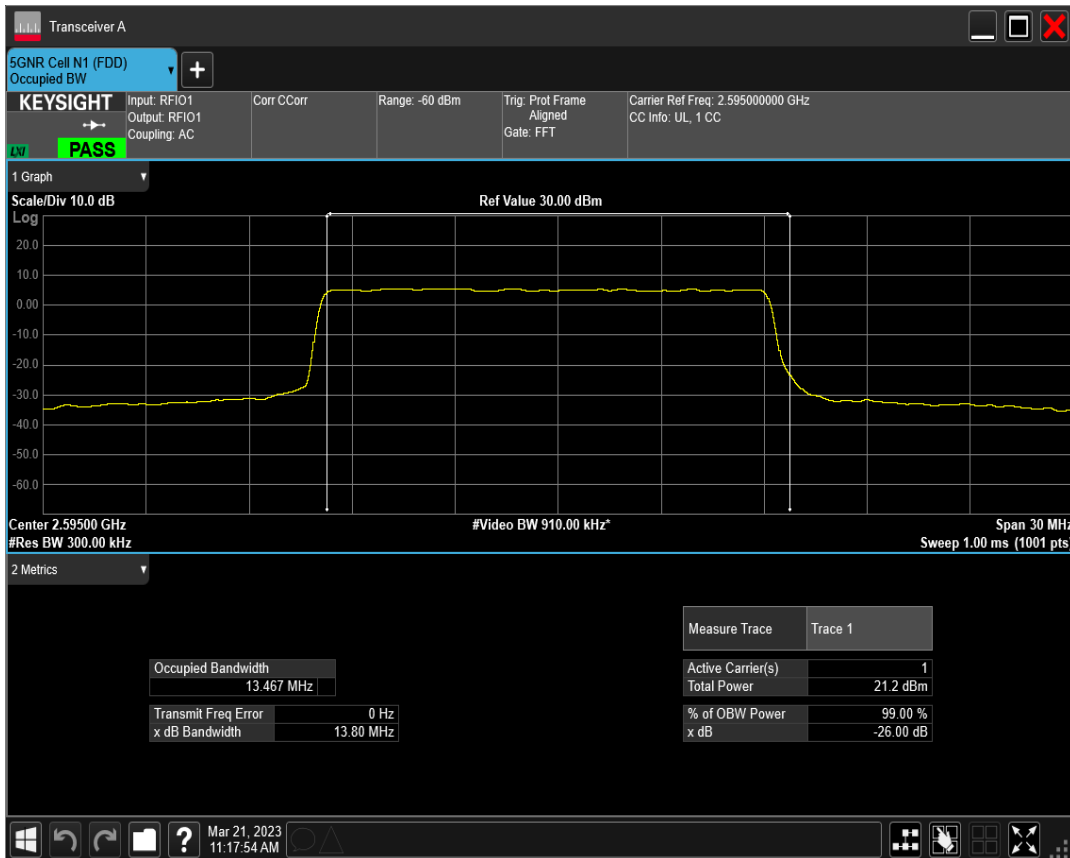 Transceiver A
5GNR Cell N1 (FDD)
Occupied BW
+
KEYSIGHT
LXI
PASS
Input: RFIO1
Output: RFIO1
Coupling: AC
Corr CCorr
Range: -60 dBm
Trig: Prot Frame
Aligned
Gate: FFT
Carrier Ref Freq: 2.595000000 GHz
CC Info: UL, 1 CC
1 Graph
Scale/Div 10.0 dB
Ref Value 30.00 dBm
Log
20.0
10.0
0.00
-10.0
-20.0
-30.0
-40.0
-50.0
-60.0
Center 2.59500 GHz
#Video BW 910.00 kHz*
Span 30 MHz
#Res BW 300.00 kHz
Sweep 1.00 ms (1001 pts)
2 Metrics
Measure Trace Trace 1
Occupied Bandwidth
13.467 MHz
Active Carrier(s) 1
Total Power 21.2 dBm
Transmit Freq Error 0 Hz
x dB Bandwidth 13.80 MHz
% of OBW Power 99.00 %
x dB -26.00 dB
?
Mar 21, 2023
11:17:54 AM